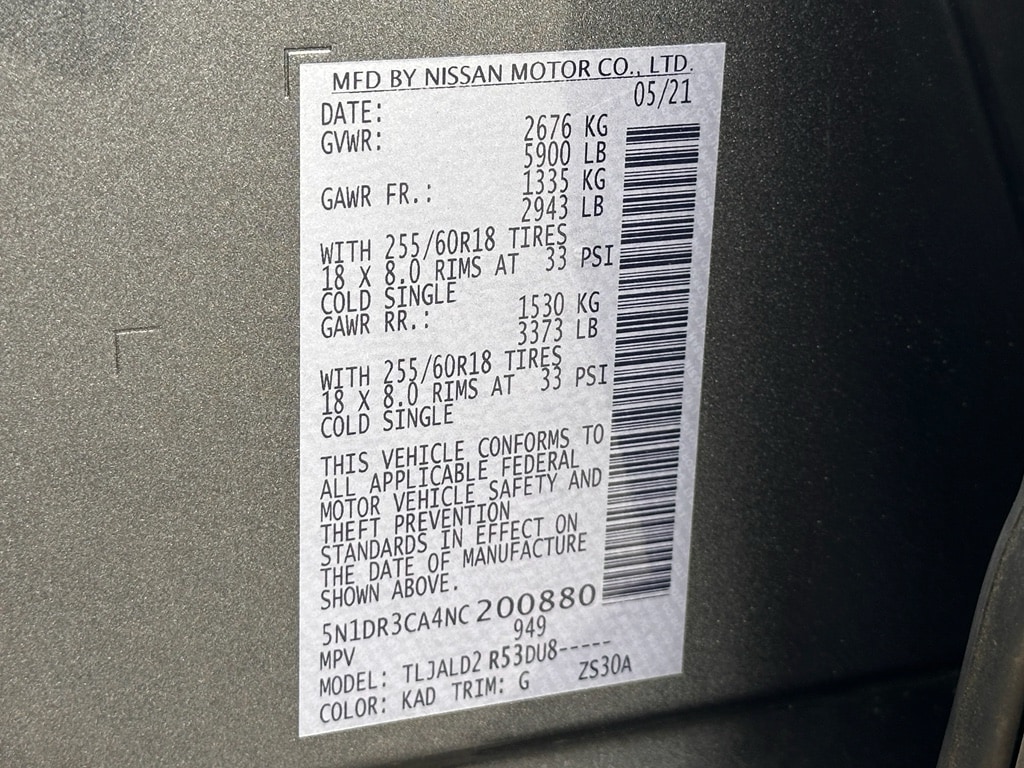 MFD BY NISSAN MOTOR CO., LTD.
DATE: 05/21
GVWR: 2676 KG
5900 LB
GAWR FR.: 1335 KG
2943 LB
WITH 255/60R18 TIRES
18 X 8.0 RIMS AT 33 PSI
COLD SINGLE
GAWR RR.: 1530 KG
3373 LB
WITH 255/60R18 TIRES
18 X 8.0 RIMS AT 33 PSI
COLD SINGLE
THIS VEHICLE CONFORMS TO
ALL APPLICABLE FEDERAL
MOTOR VEHICLE SAFETY AND
THEFT PREVENTION
STANDARDS IN EFFECT ON
THE DATE OF MANUFACTURE
SHOWN ABOVE.
5N1DR3CA4NC 200880
MPV 949
MODEL: TLJALD2 R53DU8-----
COLOR: KAD TRIM: G ZS30A